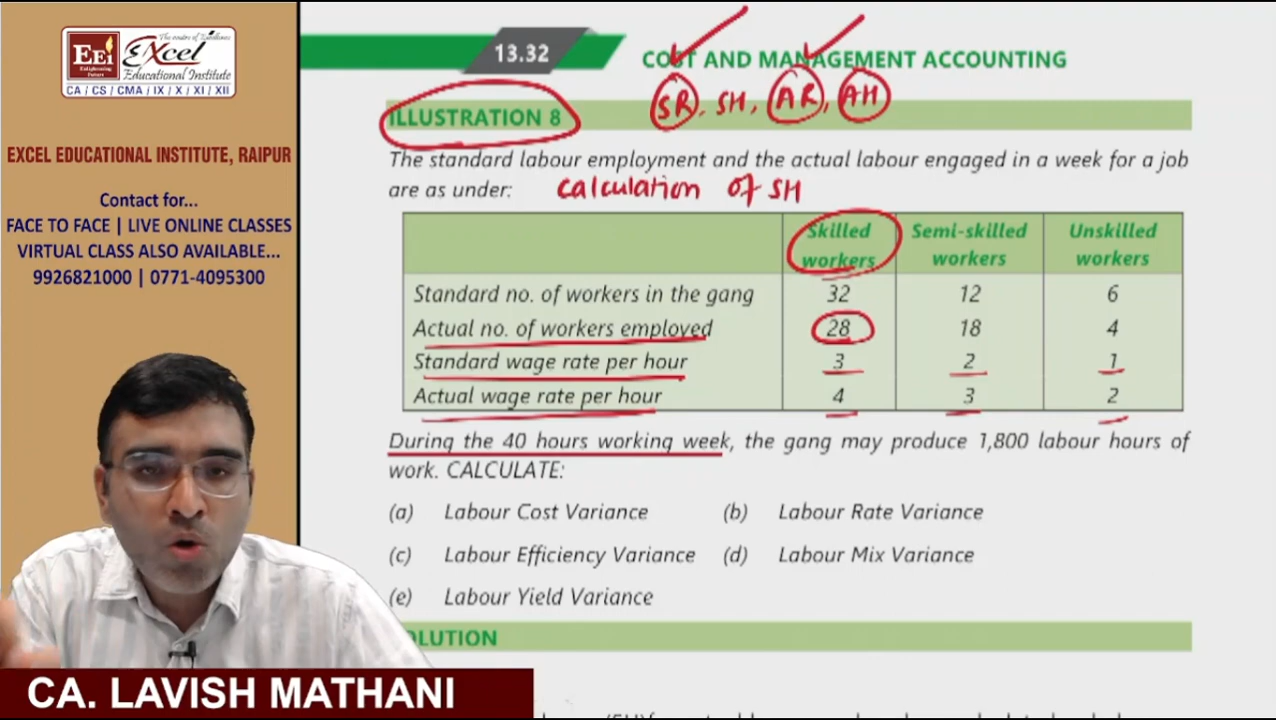 The centre of Excellence
EEi
Enlightening Future
Excel
Educational Institute
CA / CS / CMA / IX / X / XI / XII
EXCEL EDUCATIONAL INSTITUTE, RAIPUR
Contact for...
FACE TO FACE | LIVE ONLINE CLASSES
VIRTUAL CLASS ALSO AVAILABLE...
9926821000 | 0771-4095300
13.32 COST AND MANAGEMENT ACCOUNTING
SR, SH, AR, AH
ILLUSTRATION 8
The standard labour employment and the actual labour engaged in a week for a job
are as under: calculation of SH
Skilled workers Semi-skilled workers Unskilled workers
Standard no. of workers in the gang 32 12 6
Actual no. of workers employed 28 18 4
Standard wage rate per hour 3 2 1
Actual wage rate per hour 4 3 2
During the 40 hours working week, the gang may produce 1,800 labour hours of
work. CALCULATE:
(a) Labour Cost Variance (b) Labour Rate Variance
(c) Labour Efficiency Variance (d) Labour Mix Variance
(e) Labour Yield Variance
OLUTION
CA. LAVISH MATHANI